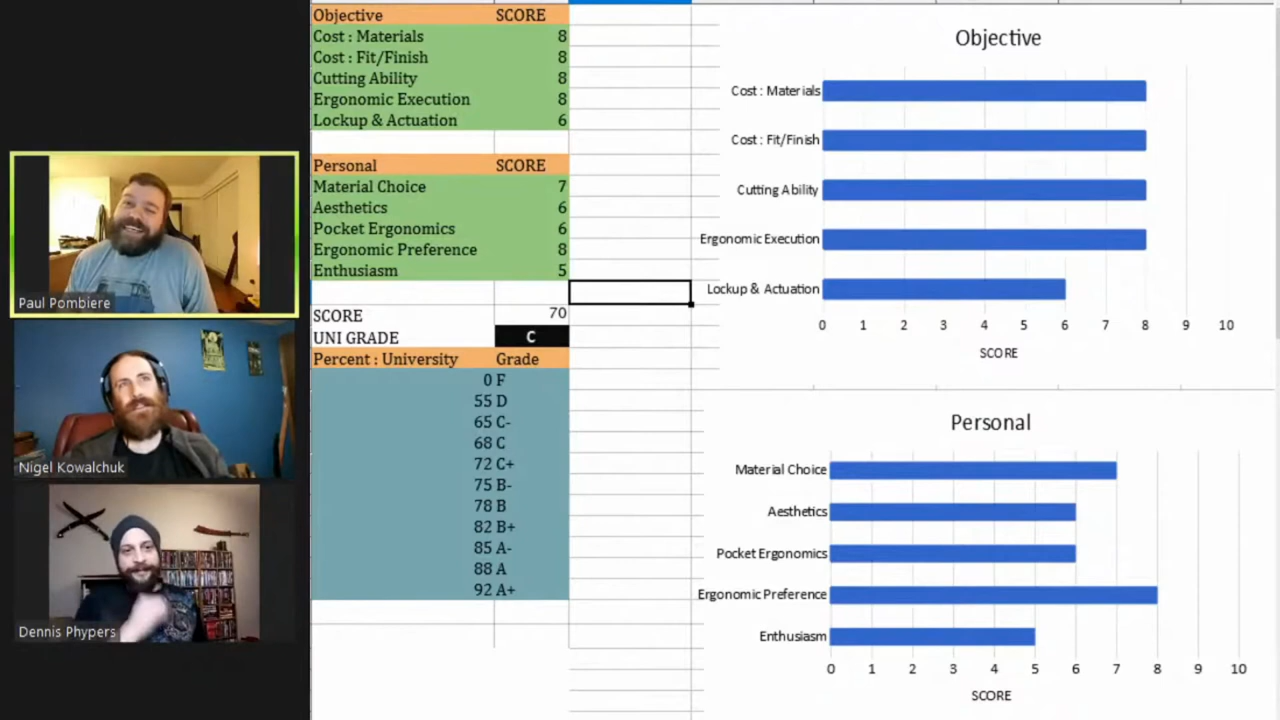 Objective SCORE
Cost : Materials 8
Cost : Fit/Finish 8
Cutting Ability 8
Ergonomic Execution 8
Lockup & Actuation 6
Personal SCORE
Material Choice 7
Aesthetics 6
Pocket Ergonomics 6
Ergonomic Preference 8
Enthusiasm 5
SCORE 70
UNI GRADE C
Percent : University Grade
0 F
55 D
65 C-
68 C
72 C+
75 B-
78 B
82 B+
85 A-
88 A
92 A+
Objective
Cost : Materials
Cost : Fit/Finish
Cutting Ability
Ergonomic Execution
Lockup & Actuation
0 1 2 3 4 5 6 7 8 9 10
SCORE
Personal
Material Choice
Aesthetics
Pocket Ergonomics
Ergonomic Preference
Enthusiasm
0 1 2 3 4 5 6 7 8 9 10
SCORE
Paul Pombiere
Nigel Kowalchuk
Dennis Phypers